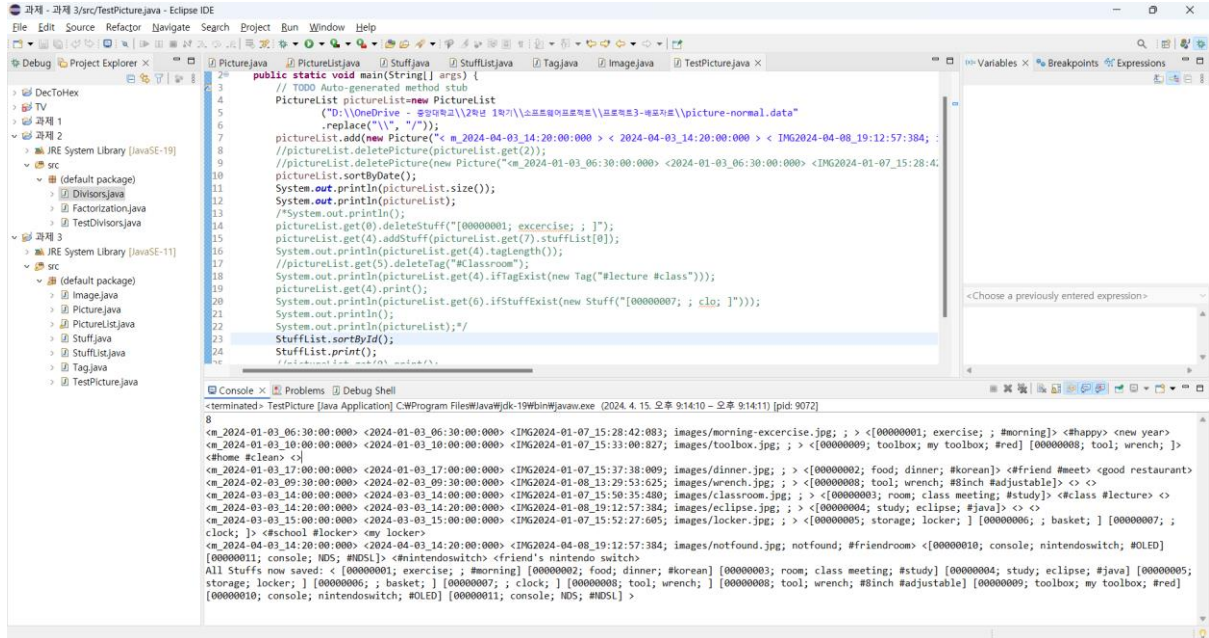 과제 - 과제 3/src/TestPicture.java - Eclipse IDE
File Edit Source Refactor Navigate Search Project Run Window Help
Debug Project Explorer
DecToHex
TV
과제 1
과제 2
JRE System Library [JavaSE-19]
src
(default package)
Divisors.java
Factorization.java
TestDivisors.java
과제 3
JRE System Library [JavaSE-11]
src
(default package)
Image.java
Picture.java
PictureList.java
Stuff.java
StuffList.java
Tag.java
TestPicture.java
Picture.java PictureList.java Stuff.java StuffList.java Tag.java Image.java TestPicture.java
2 public static void main(String[] args) {
3 // TODO Auto-generated method stub
4 PictureList pictureList=new PictureList
5 ("D:\\OneDrive - 중앙대학교\\2학년 1학기\\소프트웨어프로젝트\\프로젝트3-배포자료\\picture-normal.data"
6 .replace("\\", "/"));
7 pictureList.add(new Picture("< m_2024-04-03_14:20:00:000 > < 2024-04-03_14:20:00:000 > < IMG2024-04-08_19:12:57:384;
8 //pictureList.deletePicture(pictureList.get(2));
9 //pictureList.deletePicture(new Picture("<m_2024-01-03_06:30:00:000> <2024-01-03_06:30:00:000> <IMG2024-01-07_15:28:42
10 pictureList.sortByDate();
11 System.out.println(pictureList.size());
12 System.out.println(pictureList);
13 /*System.out.println();
14 pictureList.get(0).deleteStuff("[00000001; excercise; ; ]");
15 pictureList.get(4).addStuff(pictureList.get(7).stuffList[0]);
16 System.out.println(pictureList.get(4).tagLength());
17 //pictureList.get(5).deleteTag("#Classroom");
18 System.out.println(pictureList.get(4).ifTagExist(new Tag("#lecture #class")));
19 pictureList.get(4).print();
20 System.out.println(pictureList.get(6).ifStuffExist(new Stuff("[00000007; ; clo; ]")));
21 System.out.println();
22 System.out.println(pictureList);*/
23 StuffList.sortById();
24 StuffList.print();
25 //pictureList.get(0).print();
Variables Breakpoints Expressions
<Choose a previously entered expression>
Console Problems Debug Shell
<terminated> TestPicture [Java Application] C:₩Program Files₩Java₩jdk-19₩bin₩javaw.exe (2024. 4. 15. 오후 9:14:10 – 오후 9:14:11) [pid: 9072]
8
<m_2024-01-03_06:30:00:000> <2024-01-03_06:30:00:000> <IMG2024-01-07_15:28:42:083; images/morning-excercise.jpg; ; > <[00000001; exercise; ; #morning]> <#happy> <new year>
<m_2024-01-03_10:00:00:000> <2024-01-03_10:00:00:000> <IMG2024-01-07_15:33:00:827; images/toolbox.jpg; ; > <[00000009; toolbox; my toolbox; #red] [00000008; tool; wrench; ]>
<#home #clean> <>
<m_2024-01-03_17:00:00:000> <2024-01-03_17:00:00:000> <IMG2024-01-07_15:37:38:009; images/dinner.jpg; ; > <[00000002; food; dinner; #korean]> <#friend #meet> <good restaurant>
<m_2024-02-03_09:30:00:000> <2024-02-03_09:30:00:000> <IMG2024-01-08_13:29:53:625; images/wrench.jpg; ; > <[00000008; tool; wrench; #8inch #adjustable]> <> <>
<m_2024-03-03_14:00:00:000> <2024-03-03_14:00:00:000> <IMG2024-01-07_15:50:35:480; images/classroom.jpg; ; > <[00000003; room; class meeting; #study]> <#class #lecture> <>
<m_2024-03-03_14:00:00:000> <2024-03-03_14:00:00:000> <IMG2024-01-08_19:12:57:384; images/eclipse.jpg; ; > <[00000004; study; eclipse; #java]> <> <>
<m_2024-03-03_15:00:00:000> <2024-03-03_15:00:00:000> <IMG2024-01-07_15:52:27:605; images/locker.jpg; ; > <[00000005; storage; locker; ] [00000006; ; basket; ] [00000007; ;
clock; ]> <#school #locker> <my locker>
<m_2024-04-03_14:20:00:000> <2024-04-03_14:20:00:000> <IMG2024-04-08_19:12:57:384; images/notfound.jpg; notfound; #friendroom> <[00000010; console; nintendoswitch; #OLED]
[00000011; console; NDS; #NDSL]> <#nintendoswitch> <friend's nintendo switch>
All Stuffs now saved: < [00000001; exercise; ; #morning] [00000002; food; dinner; #korean] [00000003; room; class meeting; #study] [00000004; study; eclipse; #java] [00000005;
storage; locker; ] [00000006; ; basket; ] [00000007; ; clock; ] [00000008; tool; wrench; ] [00000008; tool; wrench; #8inch #adjustable] [00000009; toolbox; my toolbox; #red]
[00000010; console; nintendoswitch; #OLED] [00000011; console; NDS; #NDSL] >